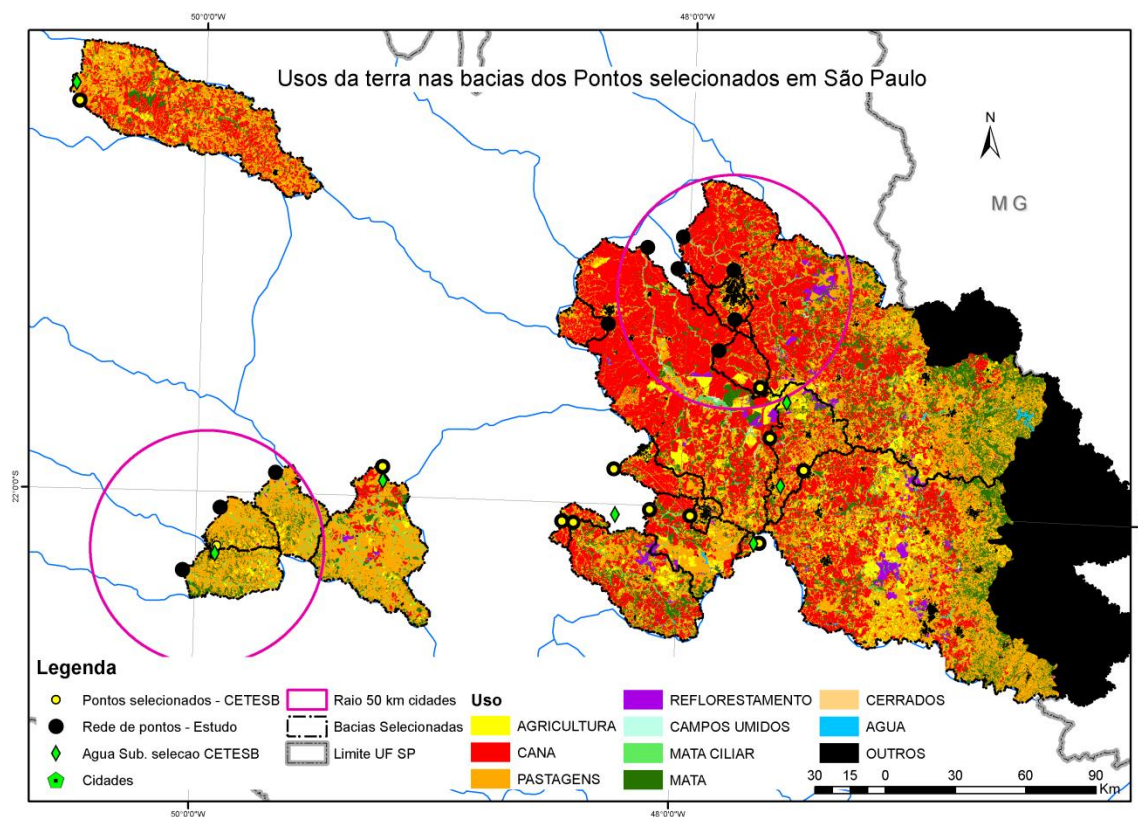 50°0'0"W
48°0'0"W
Usos da terra nas bacias dos Pontos selecionados em São Paulo
N
MG
22°0'0"S
Legenda
Pontos selecionados - CETESB
Rede de pontos - Estudo
Agua Sub. selecao CETESB
Cidades
Raio 50 km cidades
Bacias Selecionadas
Limite UF SP
Uso
AGRICULTURA
CANA
PASTAGENS
REFLORESTAMENTO
CAMPOS UMIDOS
MATA CILIAR
MATA
CERRADOS
AGUA
OUTROS
30 15 0 30 60 90
Km
50°0'0"W
48°0'0"W